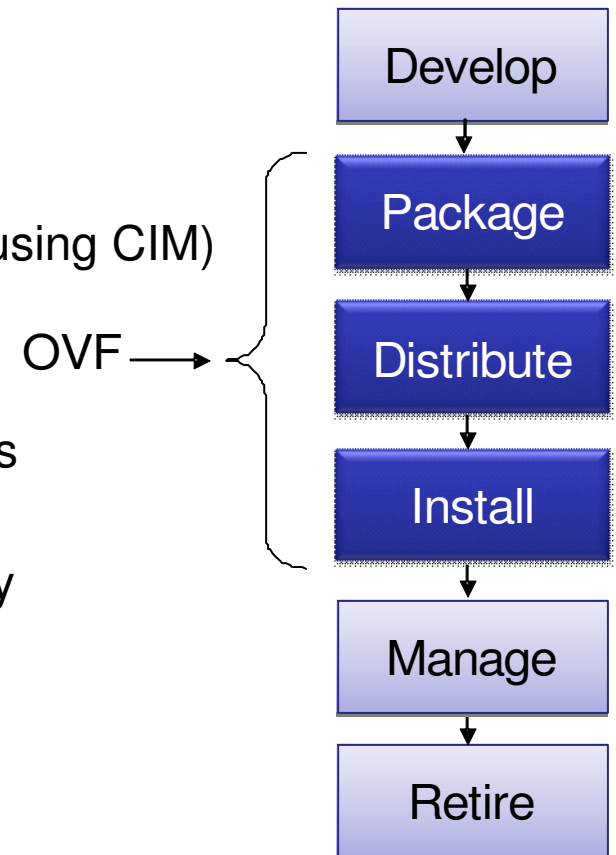 Develop
Package
using CIM)
OVF
Distribute
s
Install
y
Manage
Retire